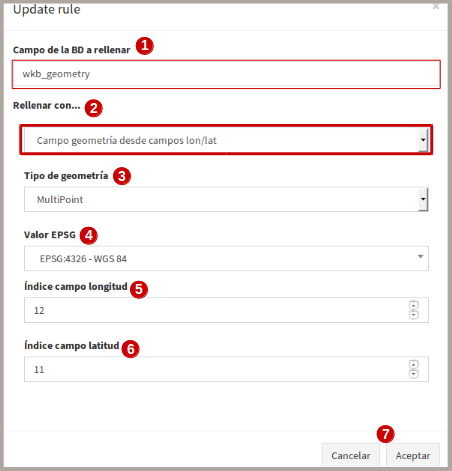 Update rule
×
Campo de la BD a rellenar 1
wkb_geometry
Rellenar con... 2
Campo geometría desde campos lon/lat
Tipo de geometría 3
MultiPoint
Valor EPSG 4
EPSG:4326 - WGS 84
Índice campo longitud 5
12
Índice campo latitud 6
11
7
Cancelar Aceptar